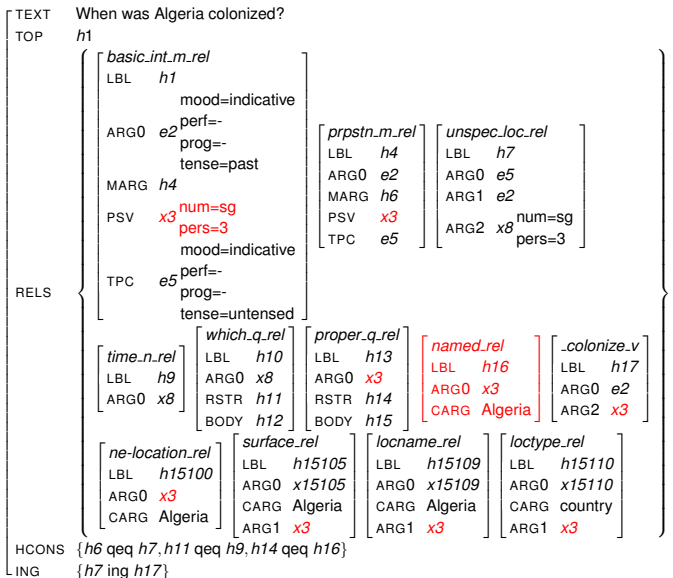 TEXT When was Algeria colonized?
TOP h1
RELS
basic_int_m_rel
LBL h1
ARG0 e2 mood=indicative
perf=-
prog=-
tense=past
MARG h4
PSV x3 num=sg
pers=3
TPC e5 mood=indicative
perf=-
prog=-
tense=untensed
prpstn_m_rel
LBL h4
ARG0 e2
MARG h6
PSV x3
TPC e5
unspec_loc_rel
LBL h7
ARG0 e5
ARG1 e2
ARG2 x8 num=sg
pers=3
time_n_rel
LBL h9
ARG0 x8
which_q_rel
LBL h10
ARG0 x8
RSTR h11
BODY h12
proper_q_rel
LBL h13
ARG0 x3
RSTR h14
BODY h15
named_rel
LBL h16
ARG0 x3
CARG Algeria
_colonize_v
LBL h17
ARG0 e2
ARG2 x3
ne-location_rel
LBL h15100
ARG0 x3
CARG Algeria
surface_rel
LBL h15105
ARG0 x15105
CARG Algeria
ARG1 x3
locname_rel
LBL h15109
ARG0 x15109
CARG Algeria
ARG1 x3
loctype_rel
LBL h15110
ARG0 x15110
CARG country
ARG1 x3
HCONS {h6 qeq h7, h11 qeq h9, h14 qeq h16}
ING {h7 ing h17}